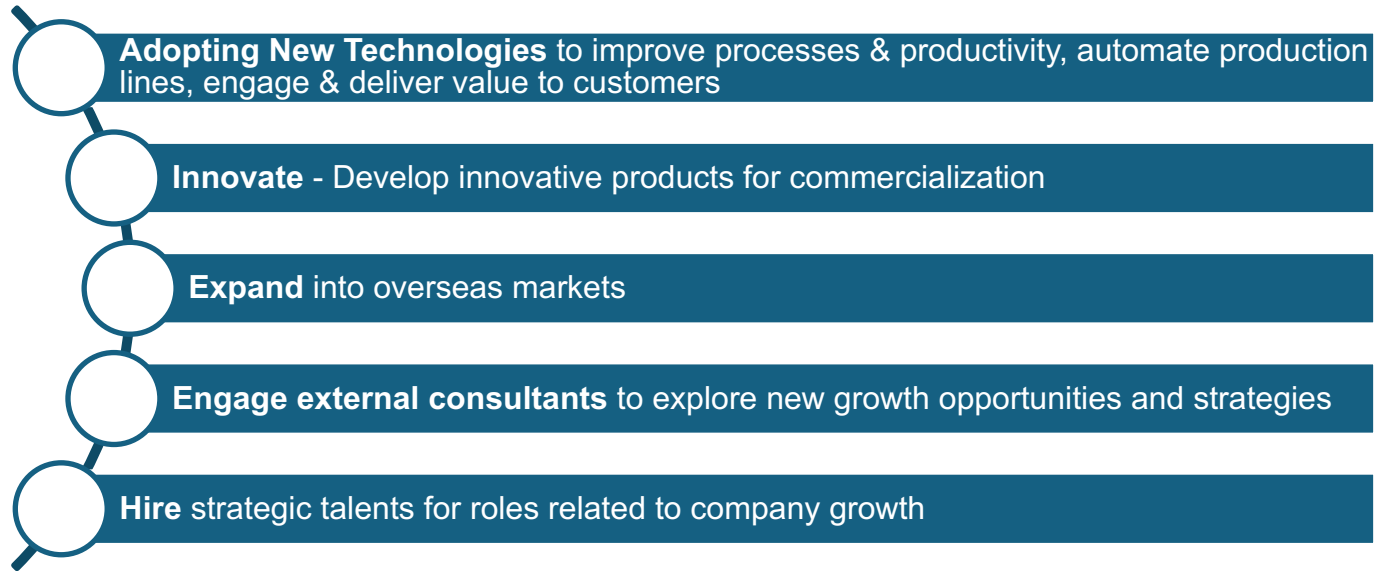 Adopting New Technologies to improve processes & productivity, automate production
lines, engage & deliver value to customers
Innovate - Develop innovative products for commercialization
Expand into overseas markets
Engage external consultants to explore new growth opportunities and strategies
Hire strategic talents for roles related to company growth